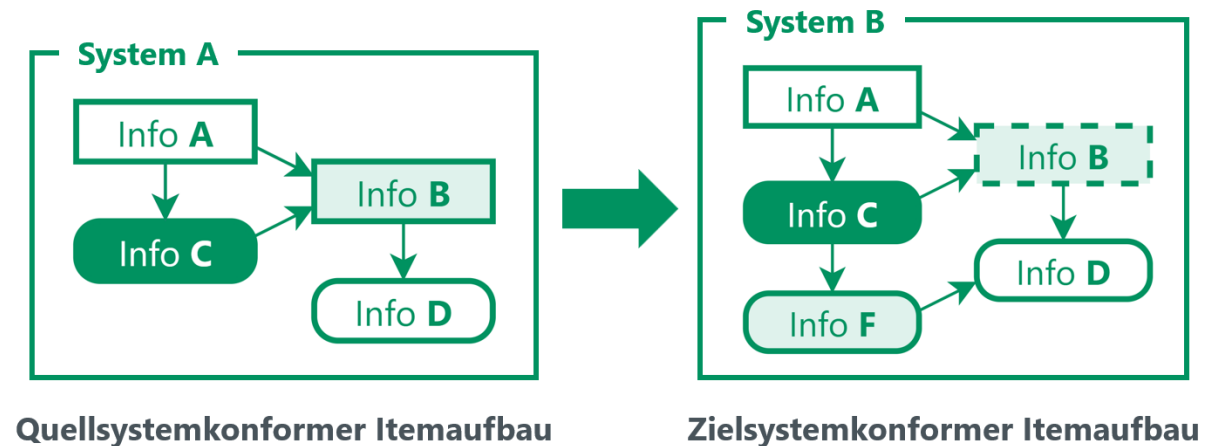 System A
Info A
Info B
Info C
Info D
Quellsystemkonformer Itemaufbau
System B
Info A
Info B
Info C
Info D
Info F
Zielsystemkonformer Itemaufbau